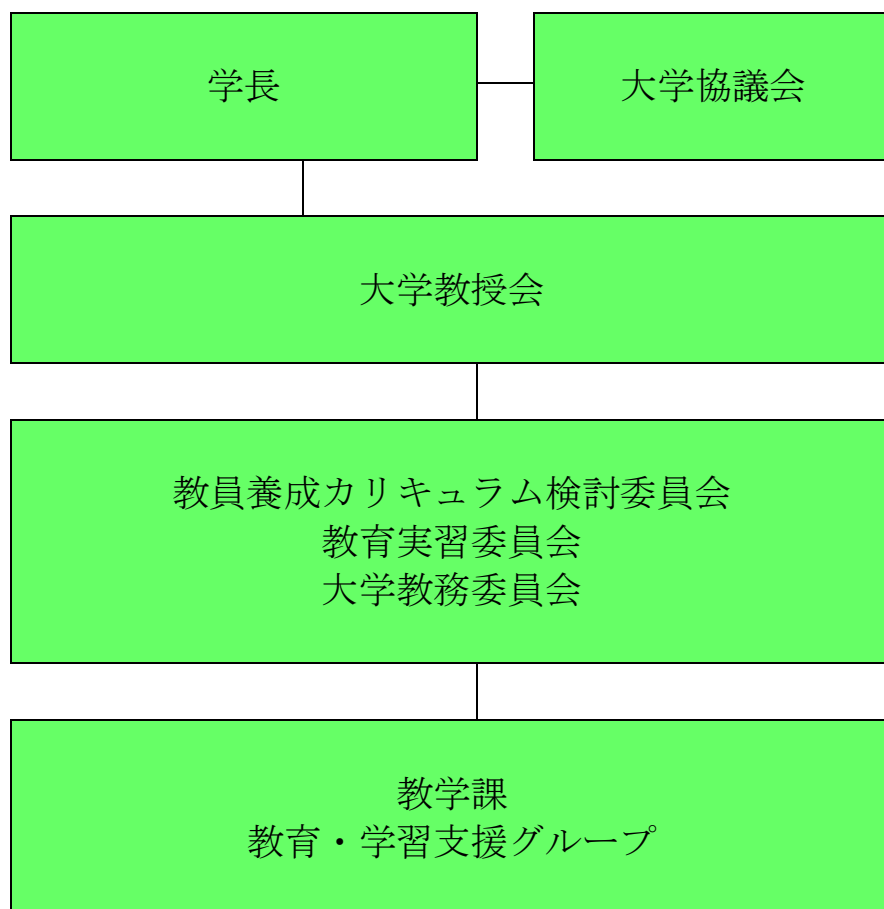 学長
大学協議会
大学教授会
教員養成カリキュラム検討委員会
教育実習委員会
大学教務委員会
教学課
教育・学習支援グループ